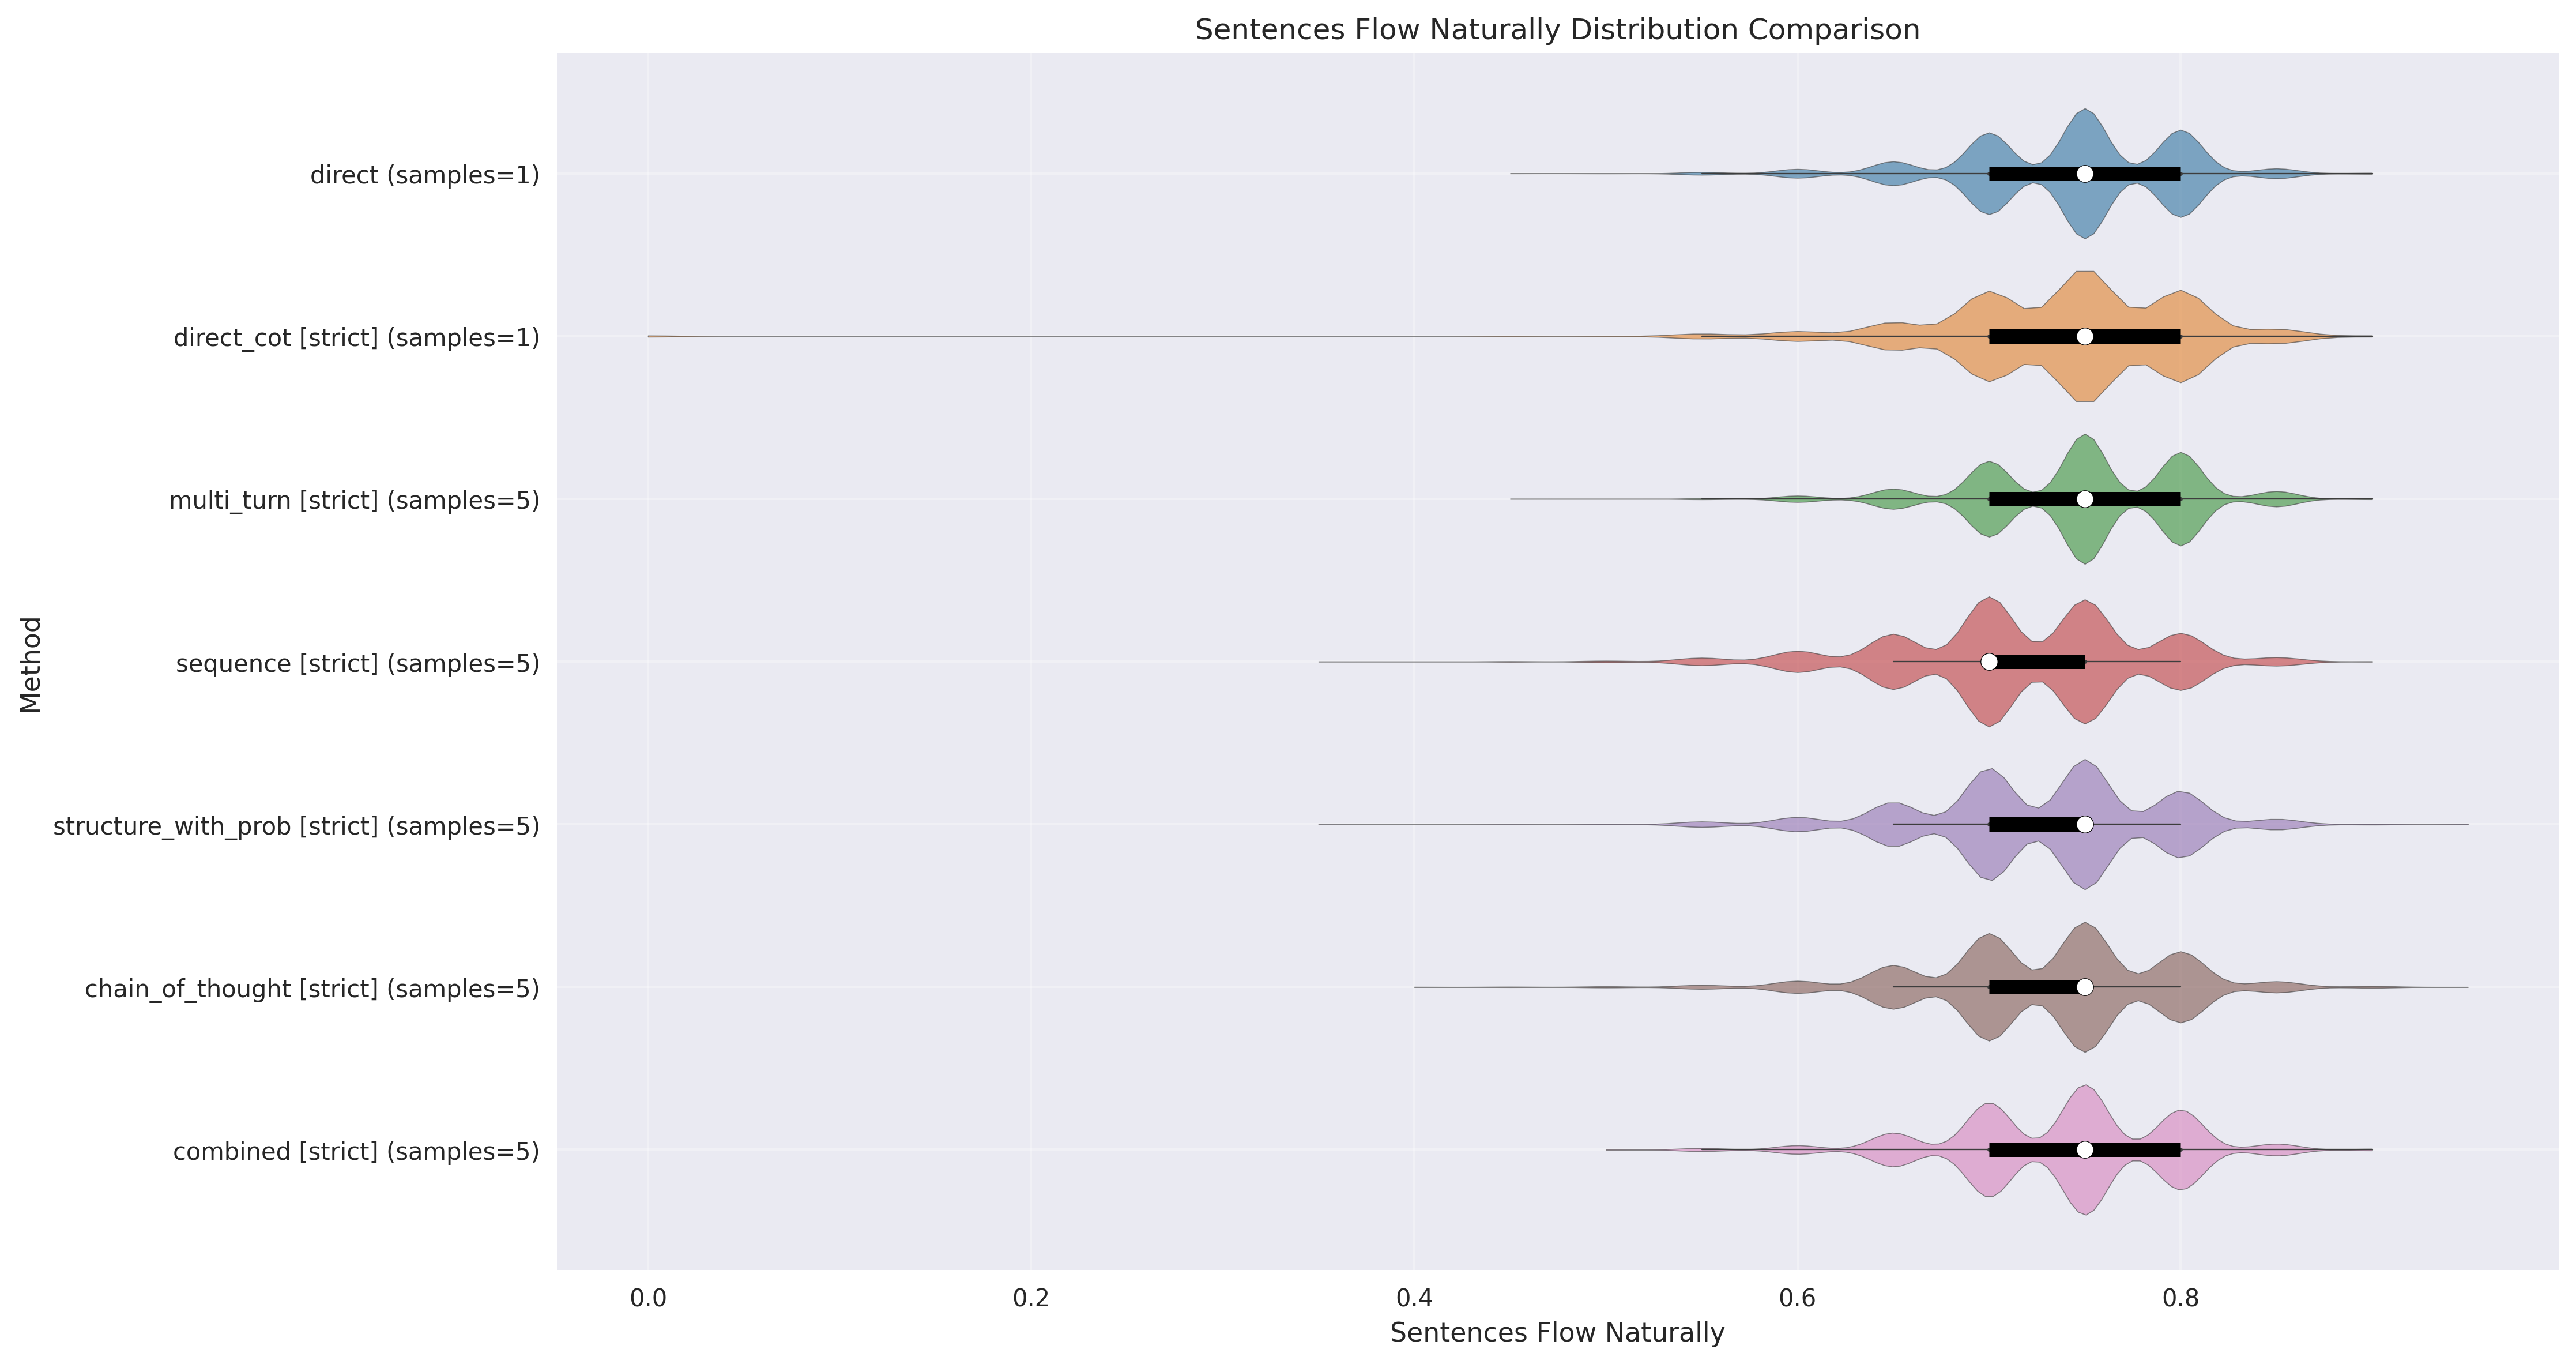 Sentences Flow Naturally Distribution Comparison
direct (samples=1)
direct_cot [strict] (samples=1)
multi_turn [strict] (samples=5)
sequence [strict] (samples=5)
structure_with_prob [strict] (samples=5)
chain_of_thought [strict] (samples=5)
combined [strict] (samples=5)
Method
0.0 0.2 0.4 0.6 0.8
Sentences Flow Naturally